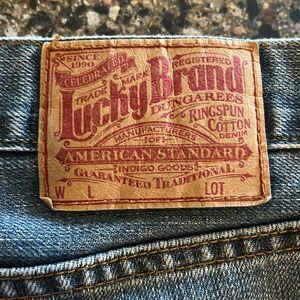 SINCE 1990
REGISTERED
CELEBRATED
TRADE MARK
Lucky Brand
DUNGAREES
RINGSPUN
COTTON
DENIM
MANUFACTURERS
OF
AMERICAN STANDARD
INDIGO GOODS
GUARANTEED TRADITIONAL
W L LOT